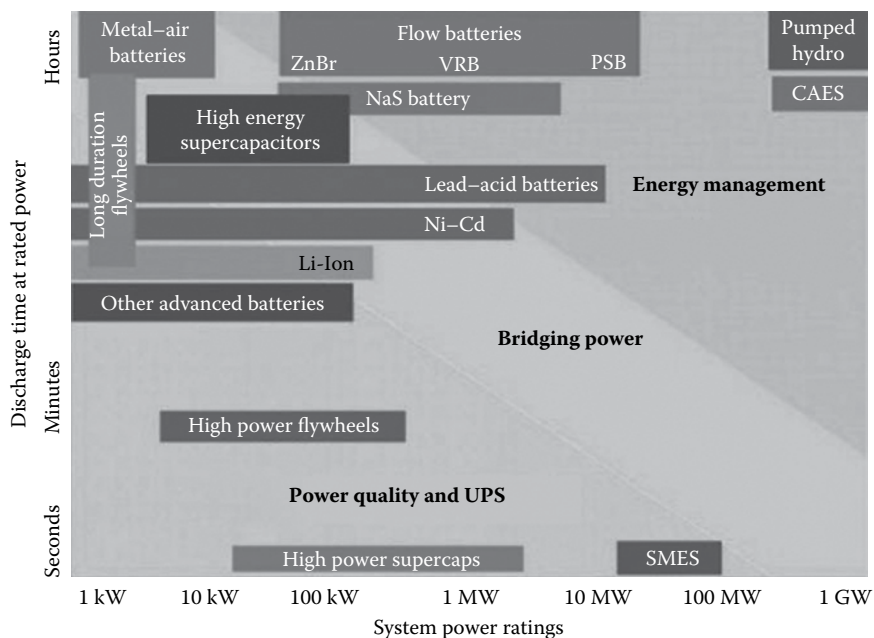 Hours
Minutes
Seconds
Discharge time at rated power
Metal–air
batteries
Flow batteries
ZnBr VRB PSB
Pumped
hydro
NaS battery
CAES
High energy
supercapacitors
Long duration
flywheels
Lead–acid batteries
Energy management
Ni–Cd
Li-Ion
Other advanced batteries
Bridging power
High power flywheels
Power quality and UPS
High power supercaps
SMES
1 kW 10 kW 100 kW 1 MW 10 MW 100 MW 1 GW
System power ratings